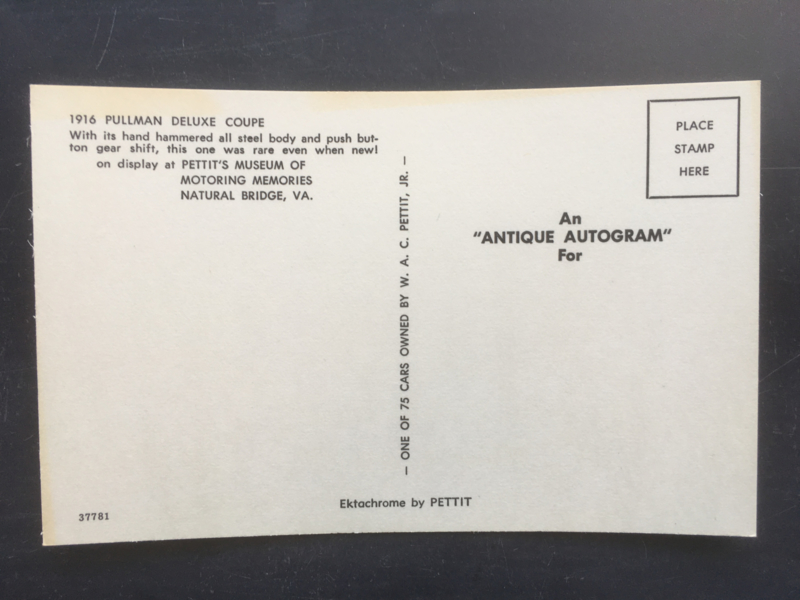 1916 PULLMAN DELUXE COUPE
With its hand hammered all steel body and push but-
ton gear shift, this one was rare even when new!
on display at PETTIT'S MUSEUM OF
MOTORING MEMORIES
NATURAL BRIDGE, VA.
37781
— ONE OF 75 CARS OWNED BY W. A. C. PETTIT, JR. —
Ektachrome by PETTIT
PLACE
STAMP
HERE
An
"ANTIQUE AUTOGRAM"
For